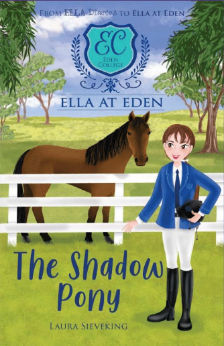 FROM ELLA Diaries TO ELLA AT EDEN
EC
EDEN
COLLEGE
ELLA AT EDEN
The Shadow
Pony
LAURA SIEVEKING